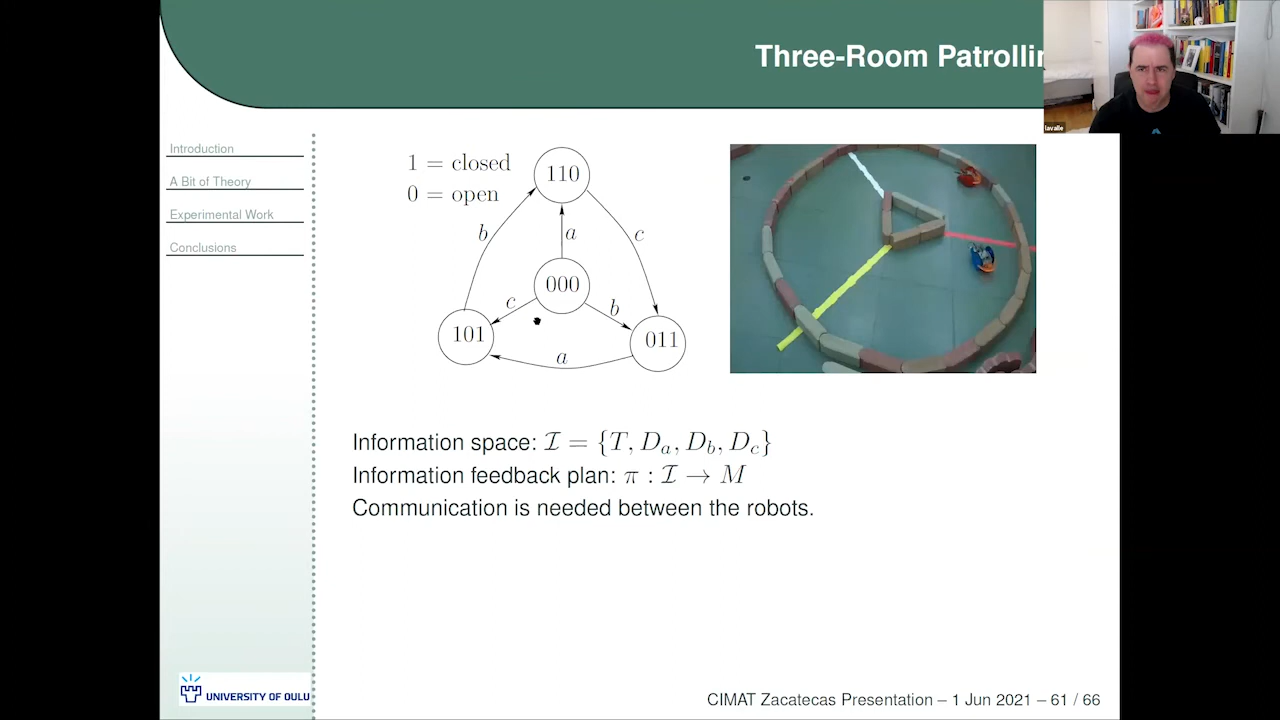 Three-Room Patrollin
lavalle
Introduction
A Bit of Theory
Experimental Work
Conclusions
1 = closed
0 = open
110
b
a
c
000
c
b
101
011
a
Information space: ℐ = {T, D_a, D_b, D_c}
Information feedback plan: π : ℐ → M
Communication is needed between the robots.
UNIVERSITY OF OULU
CIMAT Zacatecas Presentation – 1 Jun 2021 – 61 / 66